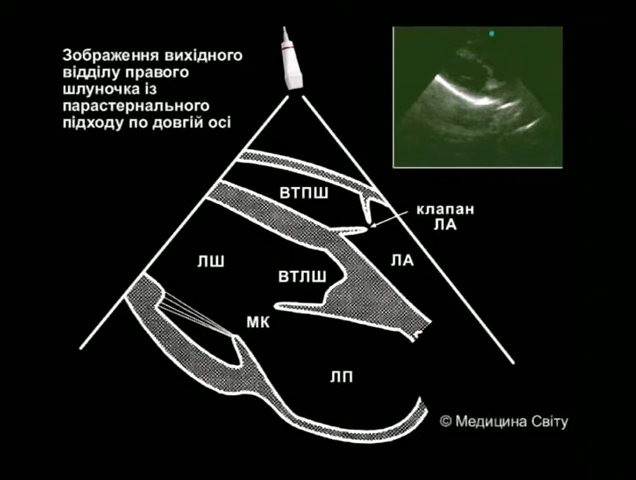 Зображення вихідного
відділу правого
шлуночка із
парастернального
підходу по довгій осі
ВТПШ
клапан
ЛА
ЛА
ЛШ
ВТЛШ
МК
ЛП
© Медицина Світу